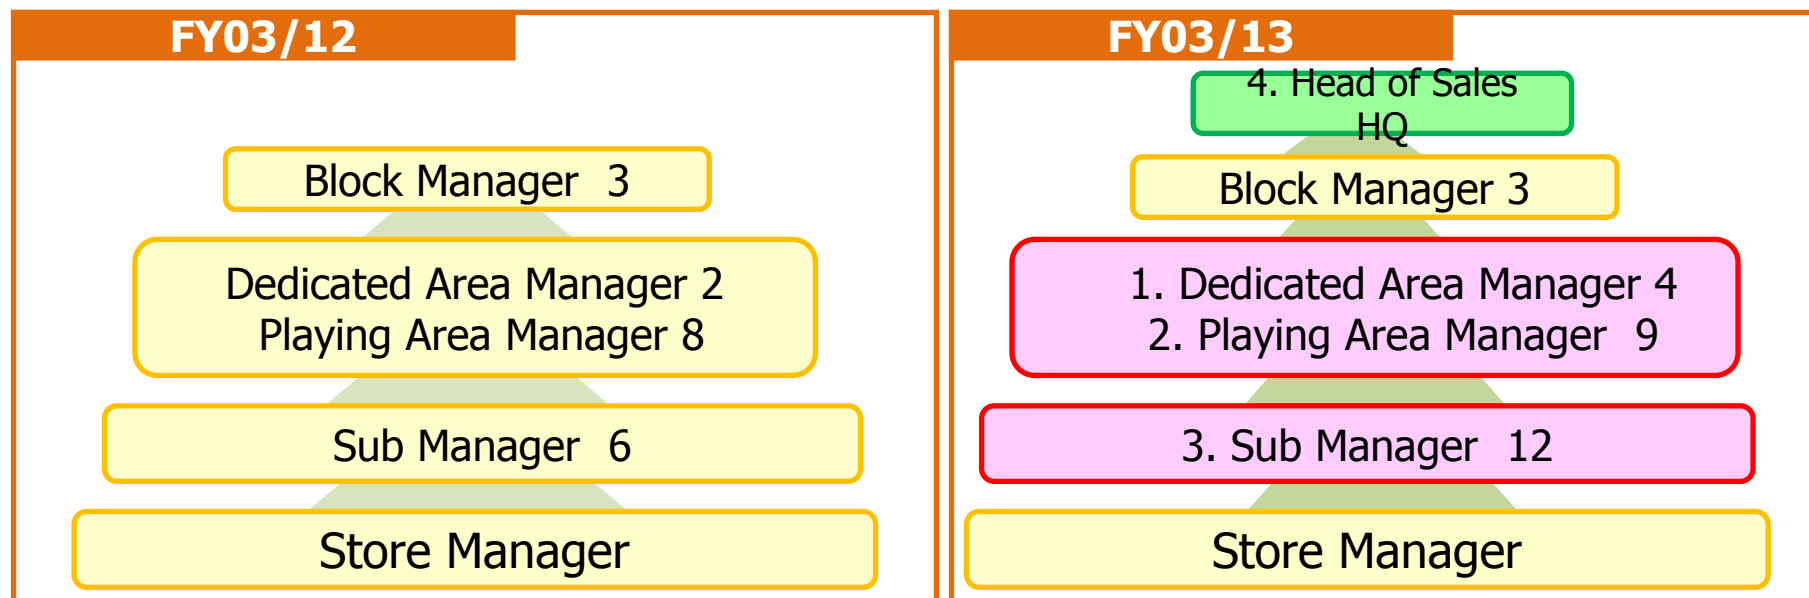 FY03/12
Block Manager 3
Dedicated Area Manager 2
Playing Area Manager 8
Sub Manager 6
Store Manager
FY03/13
4. Head of Sales
HQ
Block Manager 3
1. Dedicated Area Manager 4
2. Playing Area Manager 9
3. Sub Manager 12
Store Manager